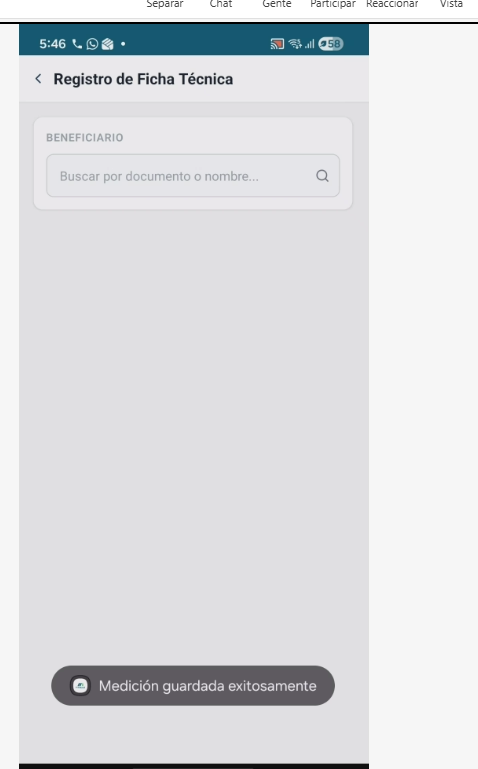 Separar Chat Gente Participar Reaccionar Vista
5:46
58
Registro de Ficha Técnica
BENEFICIARIO
Buscar por documento o nombre...
Medición guardada exitosamente